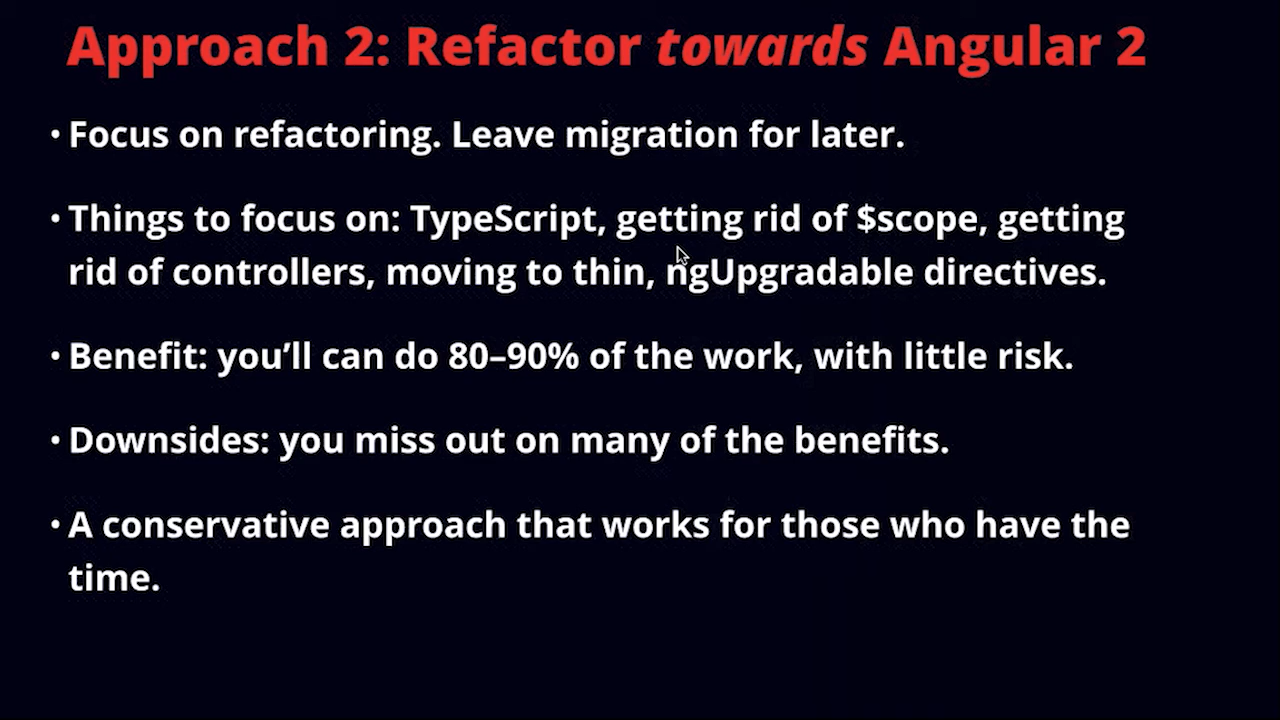 Approach 2: Refactor towards Angular 2
• Focus on refactoring. Leave migration for later.
• Things to focus on: TypeScript, getting rid of $scope, getting
rid of controllers, moving to thin, ngUpgradable directives.
• Benefit: you’ll can do 80–90% of the work, with little risk.
• Downsides: you miss out on many of the benefits.
• A conservative approach that works for those who have the
time.